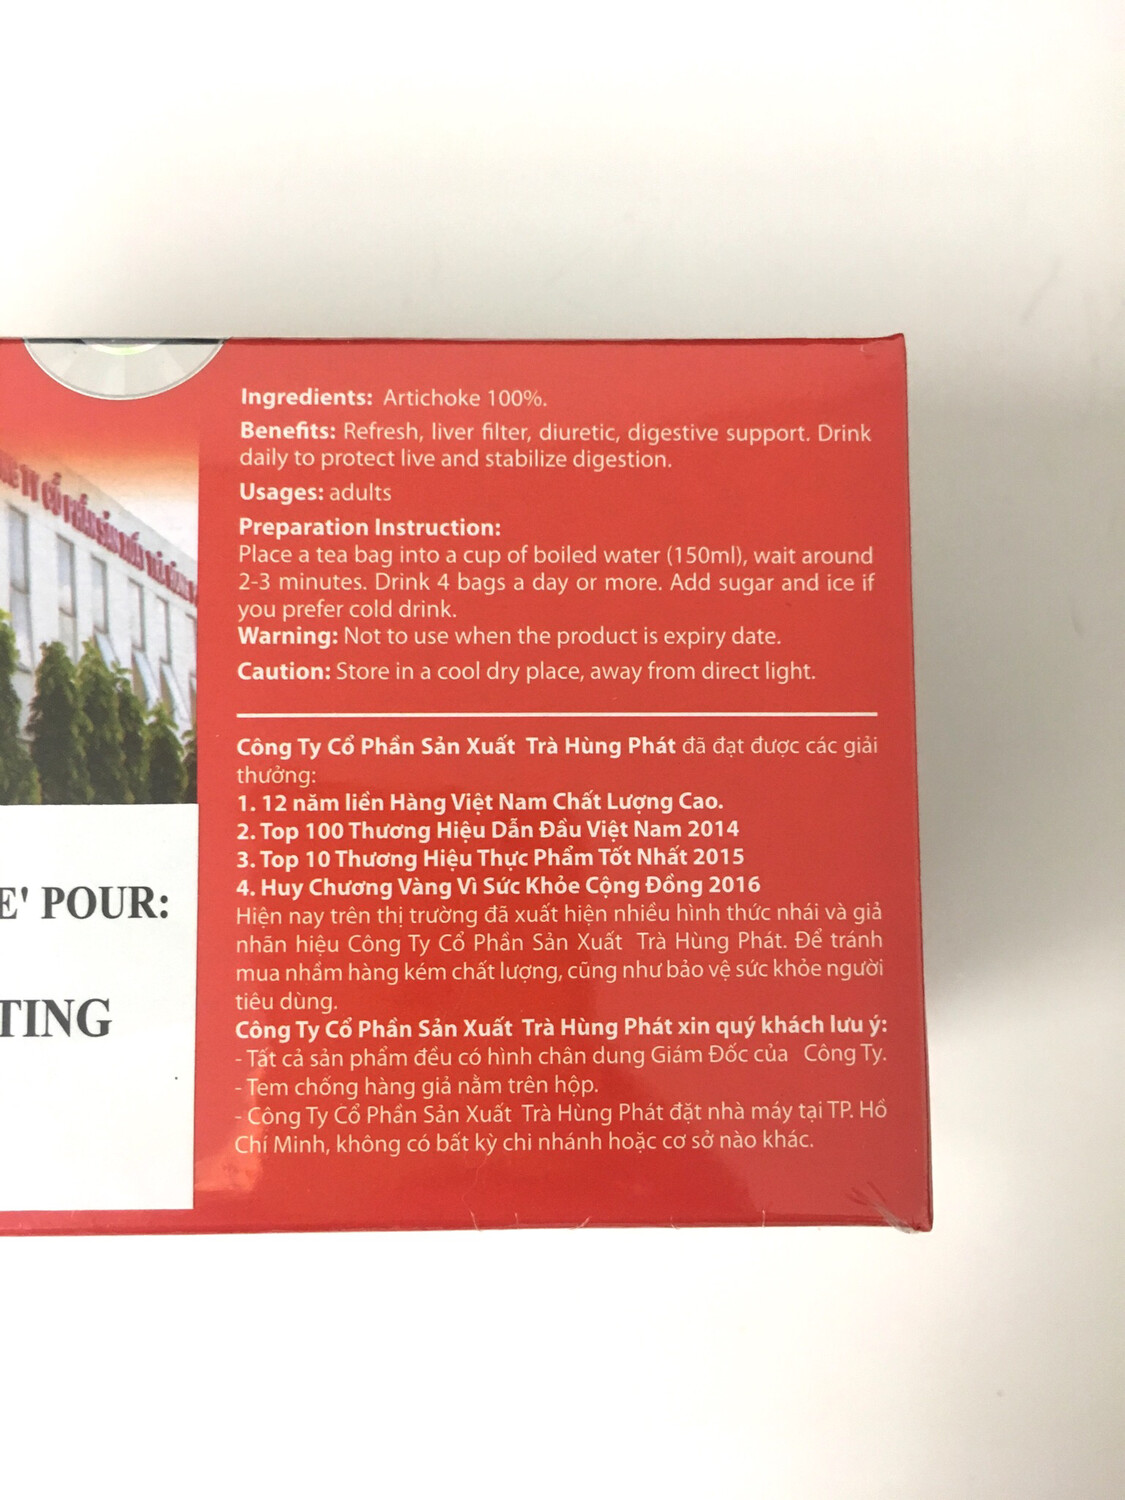 Ingredients: Artichoke 100%.
Benefits: Refresh, liver filter, diuretic, digestive support. Drink
daily to protect live and stabilize digestion.
Usages: adults
Preparation Instruction:
Place a tea bag into a cup of boiled water (150ml), wait around
2-3 minutes. Drink 4 bags a day or more. Add sugar and ice if
you prefer cold drink.
Warning: Not to use when the product is expiry date.
Caution: Store in a cool dry place, away from direct light.
Công Ty Cổ Phần Sản Xuất Trà Hùng Phát đã đạt được các giải
thưởng:
1. 12 năm liền Hàng Việt Nam Chất Lượng Cao.
2. Top 100 Thương Hiệu Dẫn Đầu Việt Nam 2014
3. Top 10 Thương Hiệu Thực Phẩm Tốt Nhất 2015
4. Huy Chương Vàng Vì Sức Khỏe Cộng Đồng 2016
Hiện nay trên thị trường đã xuất hiện nhiều hình thức nhái và giả
nhãn hiệu Công Ty Cổ Phần Sản Xuất Trà Hùng Phát. Để tránh
mua nhầm hàng kém chất lượng, cũng như bảo vệ sức khỏe người
tiêu dùng.
Công Ty Cổ Phần Sản Xuất Trà Hùng Phát xin quý khách lưu ý:
- Tất cả sản phẩm đều có hình chân dung Giám Đốc của Công Ty.
- Tem chống hàng giả nằm trên hộp.
- Công Ty Cổ Phần Sản Xuất Trà Hùng Phát đặt nhà máy tại TP. Hồ
Chí Minh, không có bất kỳ chi nhánh hoặc cơ sở nào khác.
TY CỔ PHẦN SẢN XUẤT TRÀ
E' POUR:
TING